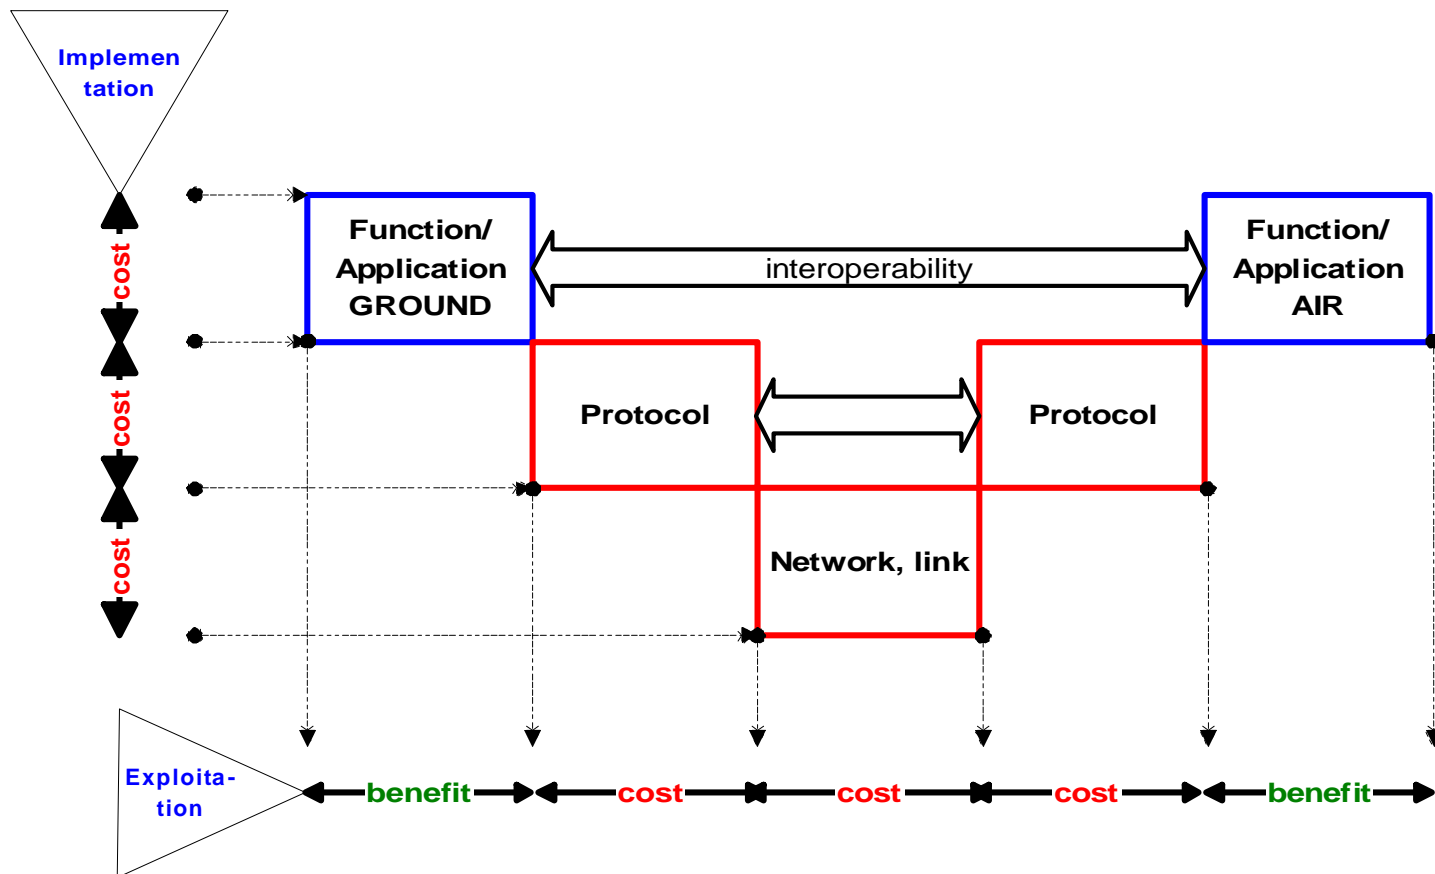 Implemen
tation
cost
cost
cost
Function/
Application
GROUND
interoperability
Function/
Application
AIR
Protocol
Protocol
Network, link
Exploita-
tion
benefit
cost
cost
cost
benefit